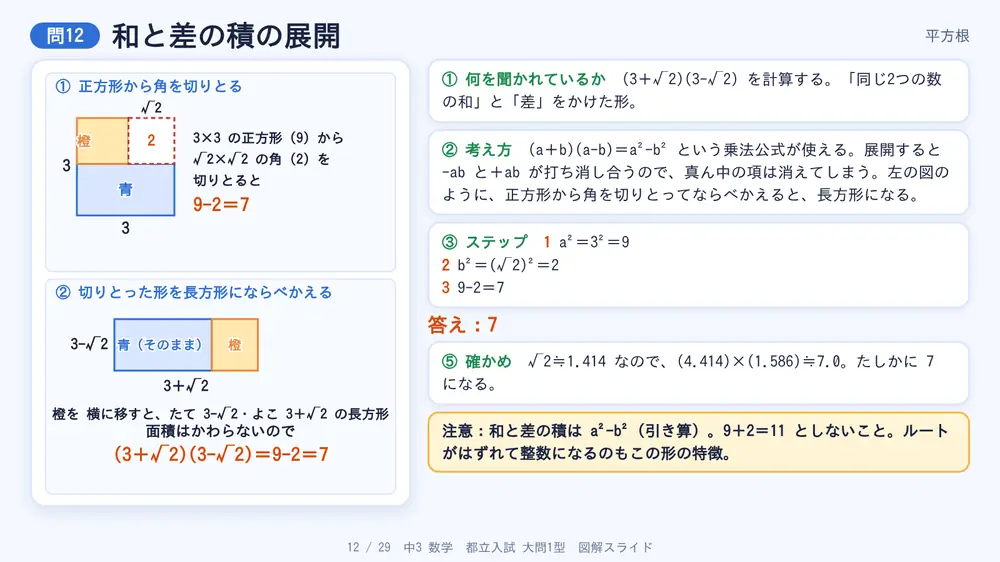 問12 和と差の積の展開
平方根
① 正方形から角を切りとる
√2
橙
2
3
青
3
3×3 の正方形（9）から
√2×√2 の角（2）を
切りとると
9-2＝7
② 切りとった形を長方形にならべかえる
3-√2
青（そのまま）
橙
3＋√2
橙を 横に移すと、たて 3-√2・よこ 3＋√2 の長方形
面積はかわらないので
(3＋√2)(3-√2)＝9-2＝7
① 何を聞かれているか (3＋√2)(3-√2) を計算する。「同じ2つの数
の和」と「差」をかけた形。
② 考え方 (a＋b)(a-b)＝a²-b² という乗法公式が使える。展開すると
-ab と＋ab が打ち消し合うので、真ん中の項は消えてしまう。左の図の
ように、正方形から角を切りとってならべかえると、長方形になる。
③ ステップ 1 a²＝3²＝9
2 b²＝(√2)²＝2
3 9-2＝7
答え：7
⑤ 確かめ √2≒1.414 なので、(4.414)×(1.586)≒7.0。たしかに 7
になる。
注意：和と差の積は a²-b²（引き算）。9＋2＝11 としないこと。ルート
がはずれて整数になるのもこの形の特徴。
12 / 29 中3 数学 都立入試 大問1型 図解スライド